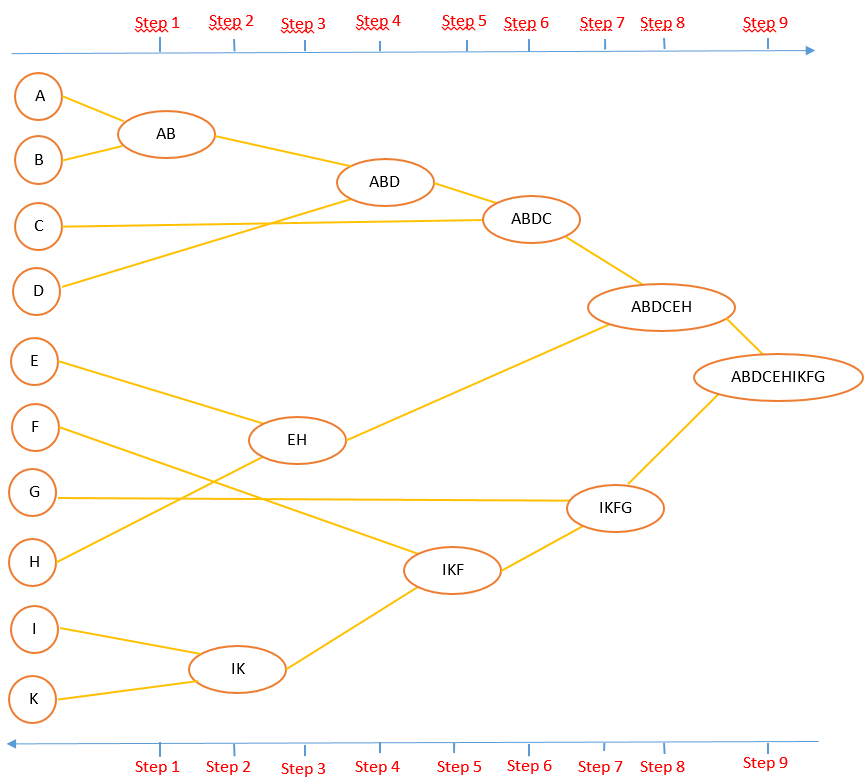 Step 1 Step 2 Step 3 Step 4 Step 5 Step 6 Step 7 Step 8 Step 9
A
AB
B
ABD
C
ABDC
D
ABDCEH
E
ABDCEHIKFG
F
EH
G
IKFG
H
IKF
I
IK
K
Step 1 Step 2 Step 3 Step 4 Step 5 Step 6 Step 7 Step 8 Step 9